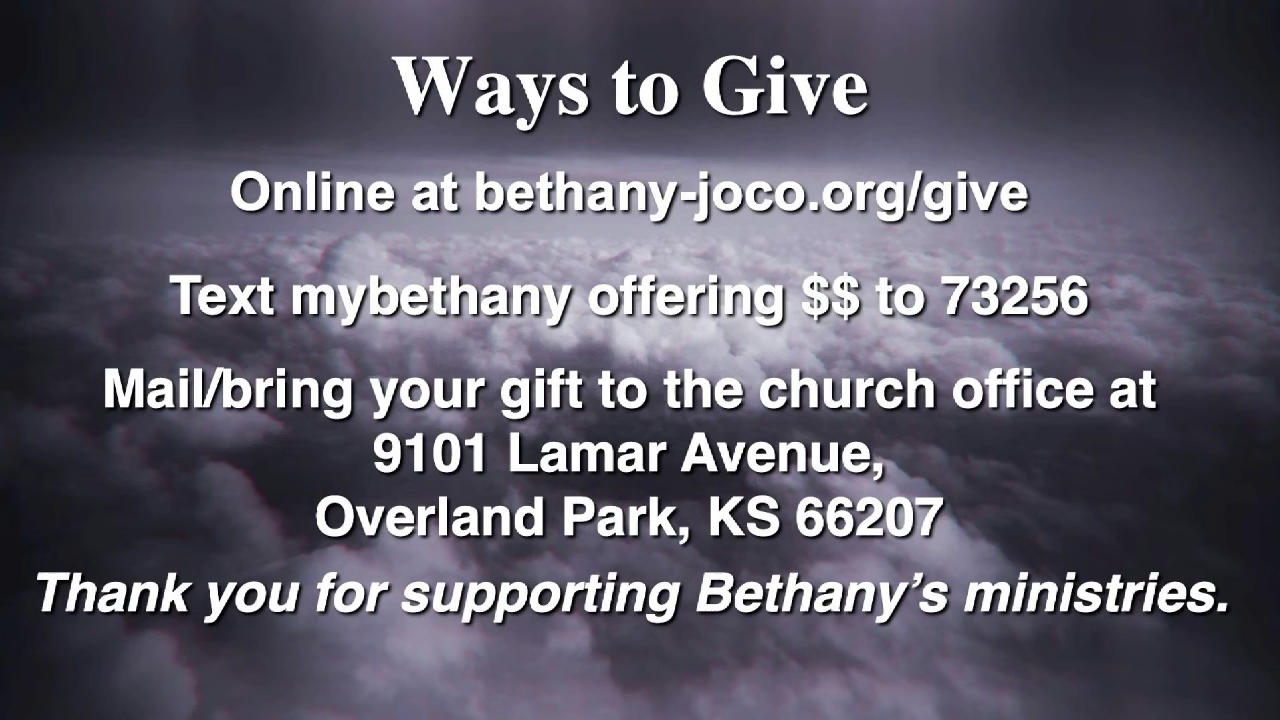 Ways to Give
Online at bethany-joco.org/give
Text mybethany offering $$ to 73256
Mail/bring your gift to the church office at
9101 Lamar Avenue,
Overland Park, KS 66207
Thank you for supporting Bethany’s ministries.